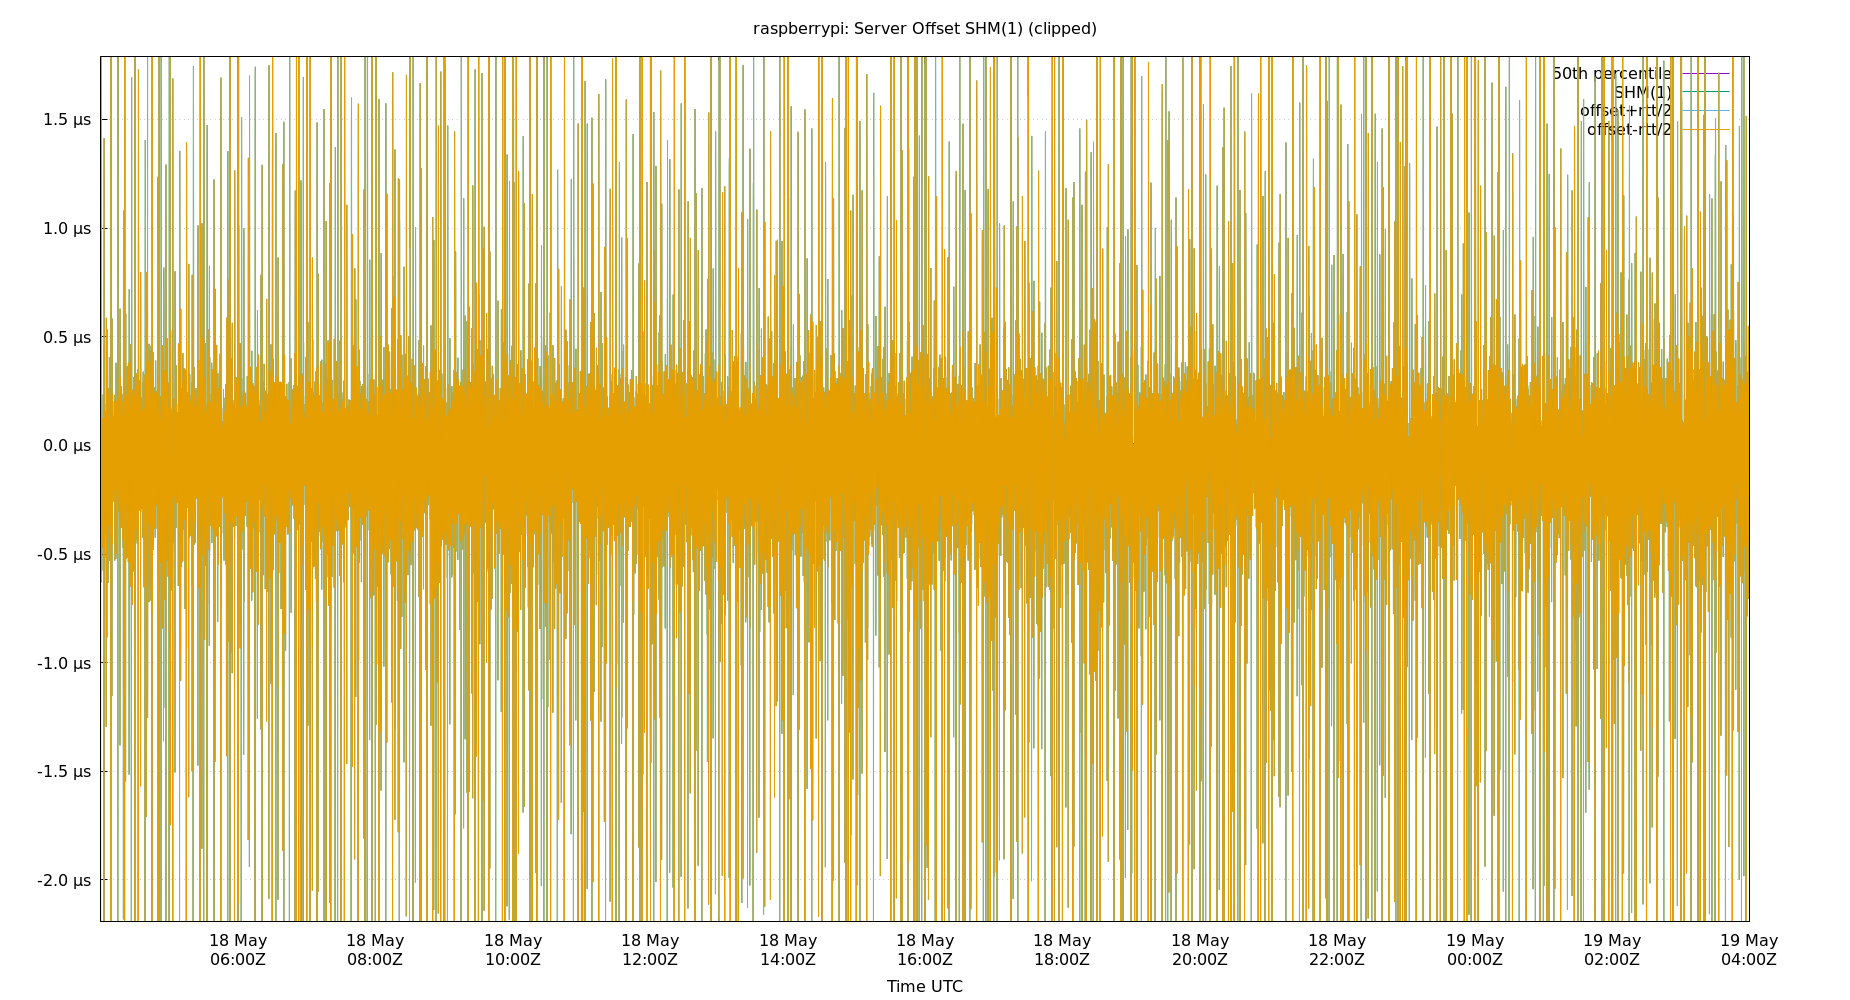 raspberrypi: Server Offset SHM(1) (clipped)
50th percentile
SHM(1)
offset+rtt/2
offset-rtt/2
1.5 µs
1.0 µs
0.5 µs
0.0 µs
-0.5 µs
-1.0 µs
-1.5 µs
-2.0 µs
18 May 18 May 18 May 18 May 18 May 18 May 18 May 18 May 18 May 19 May 19 May 19 May
06:00Z 08:00Z 10:00Z 12:00Z 14:00Z 16:00Z 18:00Z 20:00Z 22:00Z 00:00Z 02:00Z 04:00Z
Time UTC